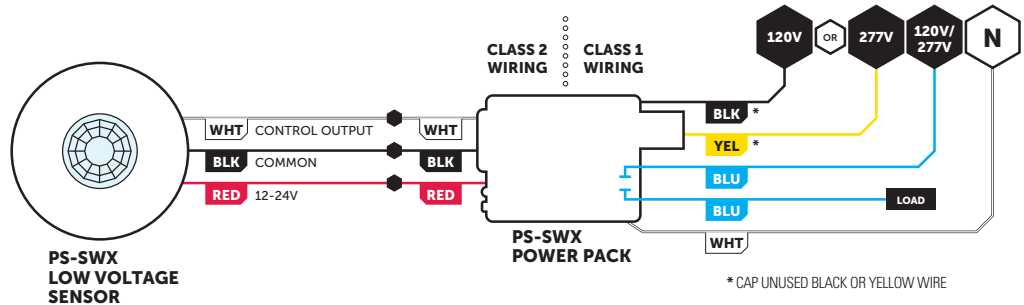 CLASS 2
WIRING
CLASS 1
WIRING
120V
OR
277V
120V/
277V
N
WHT CONTROL OUTPUT
WHT
BLK COMMON
BLK
RED 12-24V
RED
BLK *
YEL *
BLU
BLU
LOAD
WHT
PS-SWX
LOW VOLTAGE
SENSOR
PS-SWX
POWER PACK
* CAP UNUSED BLACK OR YELLOW WIRE